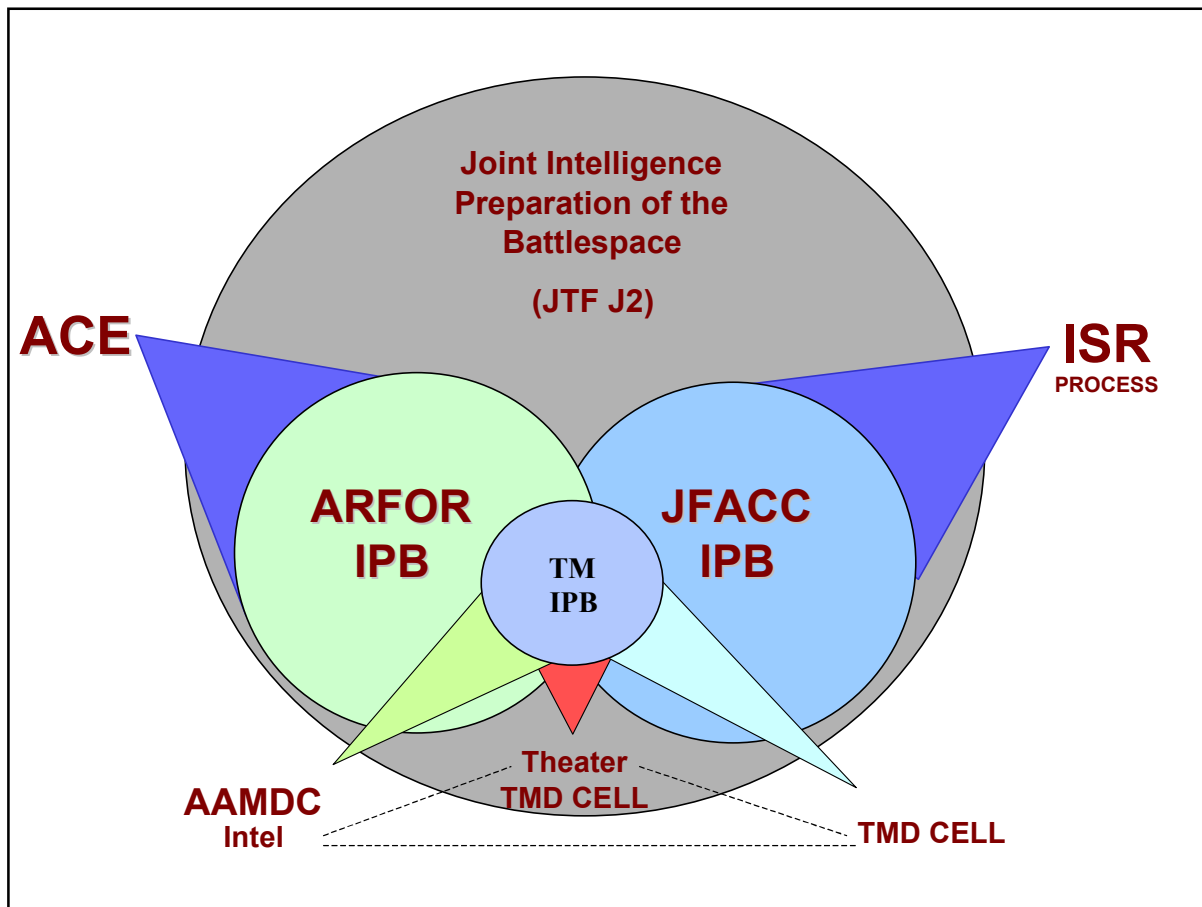 Joint Intelligence
Preparation of the
Battlespace
(JTF J2)
ACE
ISR
PROCESS
ARFOR
IPB
JFACC
IPB
TM
IPB
Theater
TMD CELL
AAMDC
Intel
TMD CELL